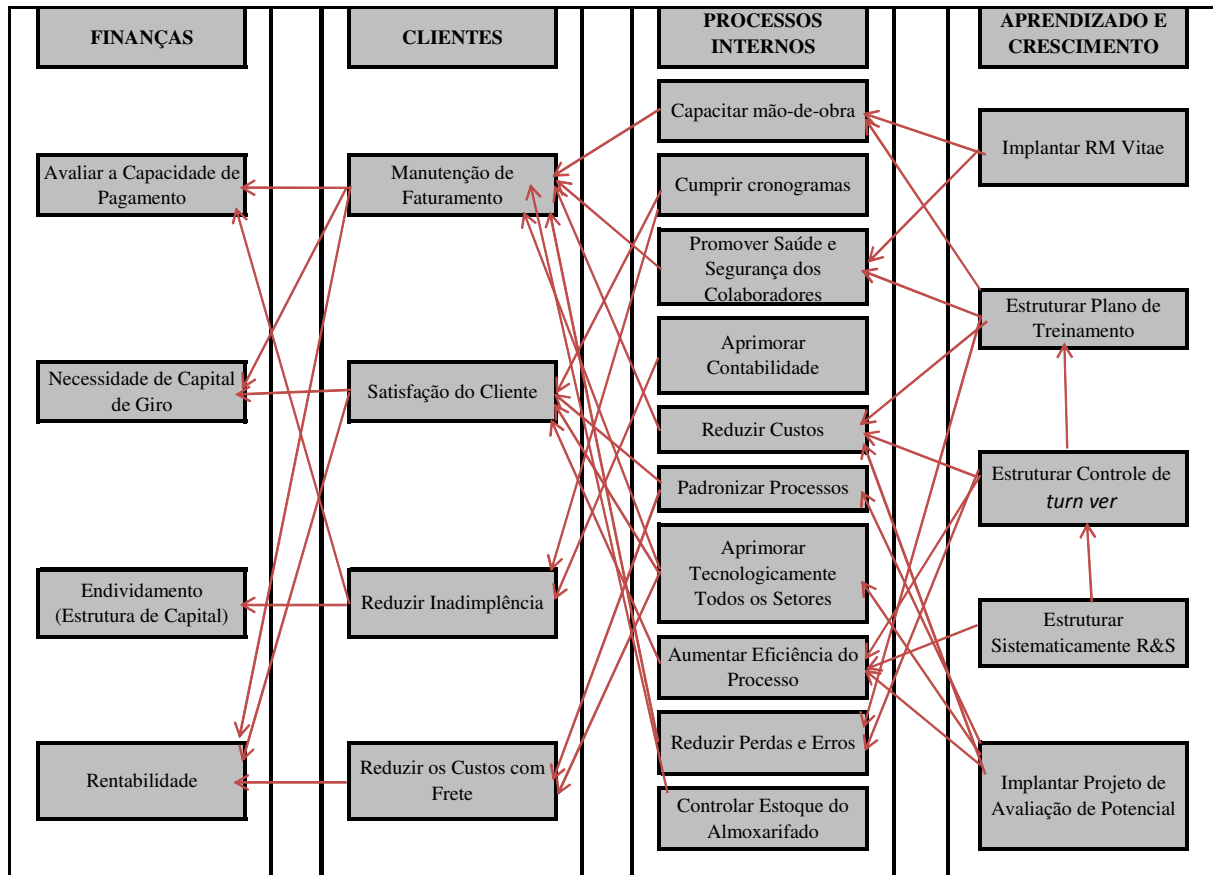 FINANÇAS
CLIENTES
PROCESSOS
INTERNOS
APRENDIZADO E
CRESCIMENTO
Avaliar a Capacidade de
Pagamento
Necessidade de Capital
de Giro
Endividamento
(Estrutura de Capital)
Rentabilidade
Manutenção de
Faturamento
Satisfação do Cliente
Reduzir Inadimplência
Reduzir os Custos com
Frete
Capacitar mão-de-obra
Cumprir cronogramas
Promover Saúde e
Segurança dos
Colaboradores
Aprimorar
Contabilidade
Reduzir Custos
Padronizar Processos
Aprimorar
Tecnologicamente
Todos os Setores
Aumentar Eficiência do
Processo
Reduzir Perdas e Erros
Controlar Estoque do
Almoxarifado
Implantar RM Vitae
Estruturar Plano de
Treinamento
Estruturar Controle de
turn ver
Estruturar
Sistematicamente R&S
Implantar Projeto de
Avaliação de Potencial